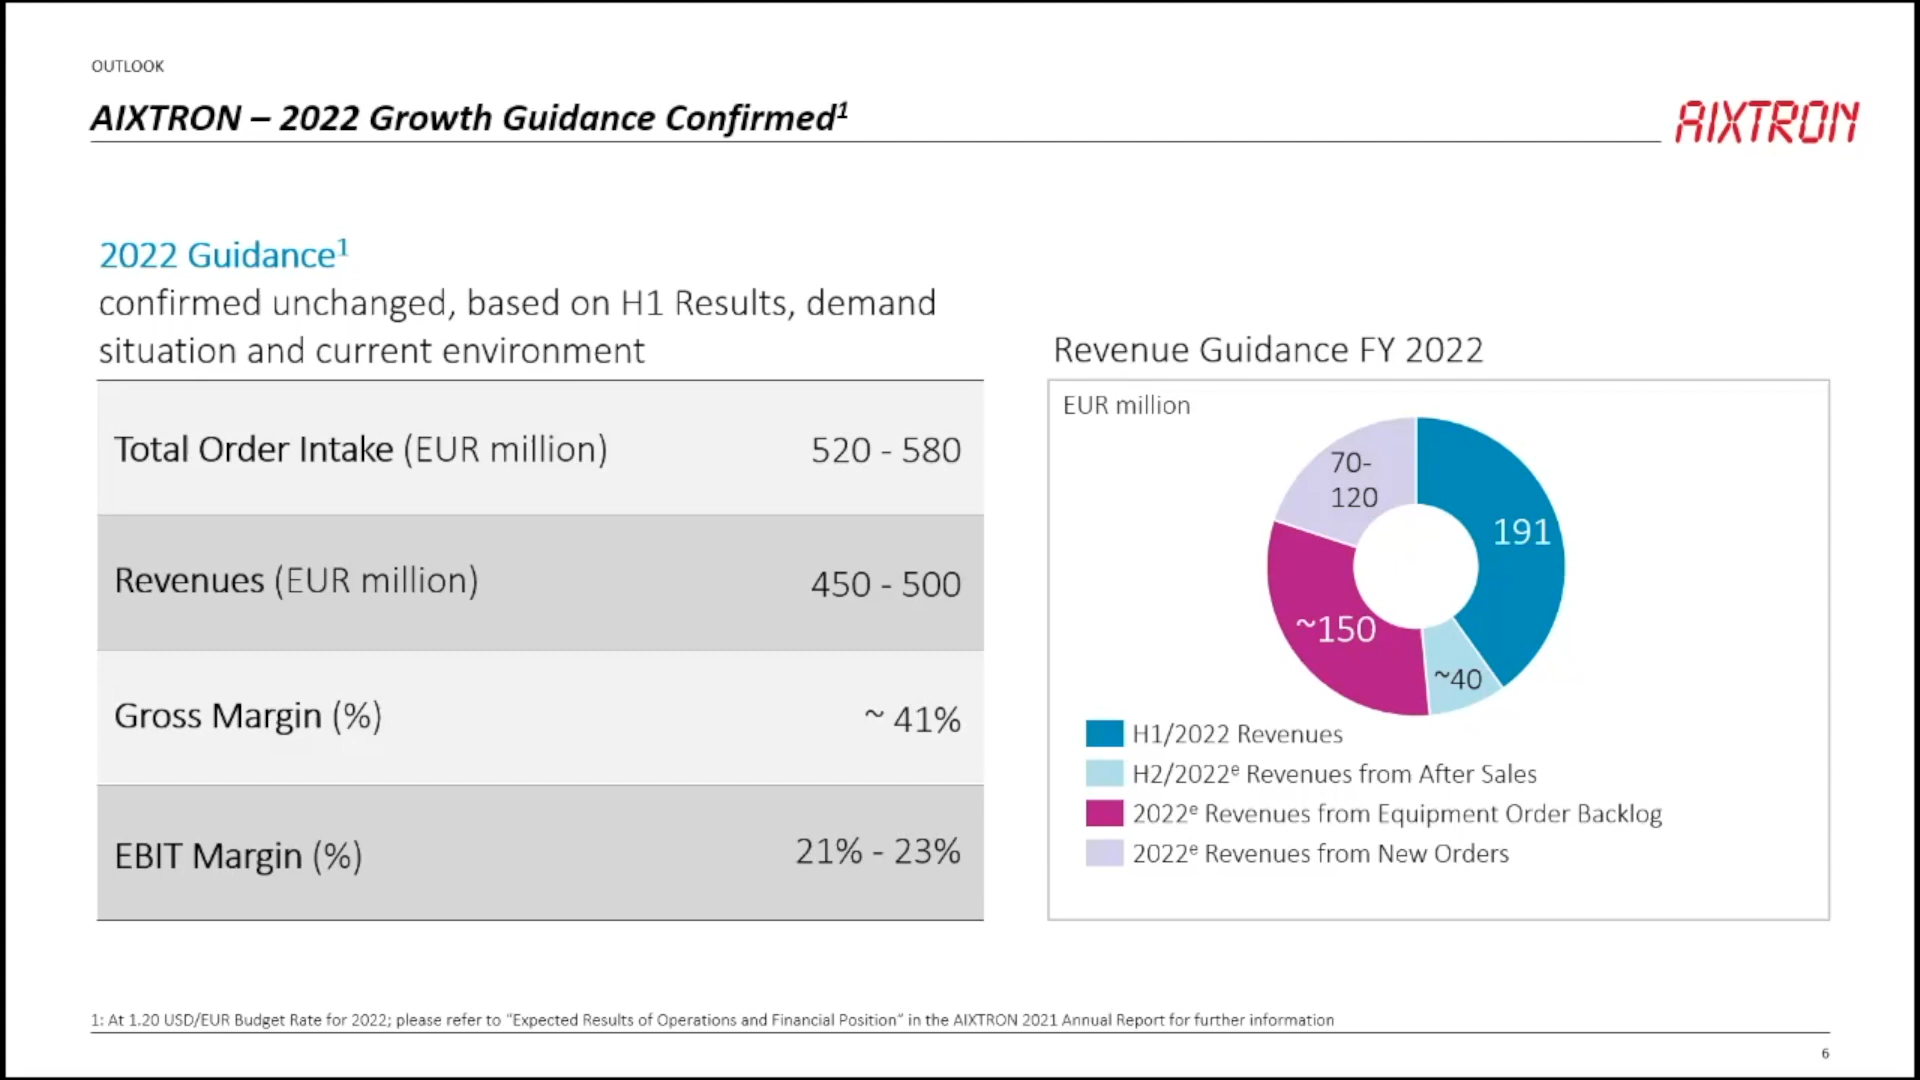 OUTLOOK
AIXTRON – 2022 Growth Guidance Confirmed¹
AIXTRON
2022 Guidance¹
confirmed unchanged, based on H1 Results, demand
situation and current environment
Total Order Intake (EUR million) 520 - 580
Revenues (EUR million) 450 - 500
Gross Margin (%) ~ 41%
EBIT Margin (%) 21% - 23%
Revenue Guidance FY 2022
EUR million
70-
120
191
~150
~40
H1/2022 Revenues
H2/2022ᵉ Revenues from After Sales
2022ᵉ Revenues from Equipment Order Backlog
2022ᵉ Revenues from New Orders
1: At 1.20 USD/EUR Budget Rate for 2022; please refer to “Expected Results of Operations and Financial Position” in the AIXTRON 2021 Annual Report for further information
6